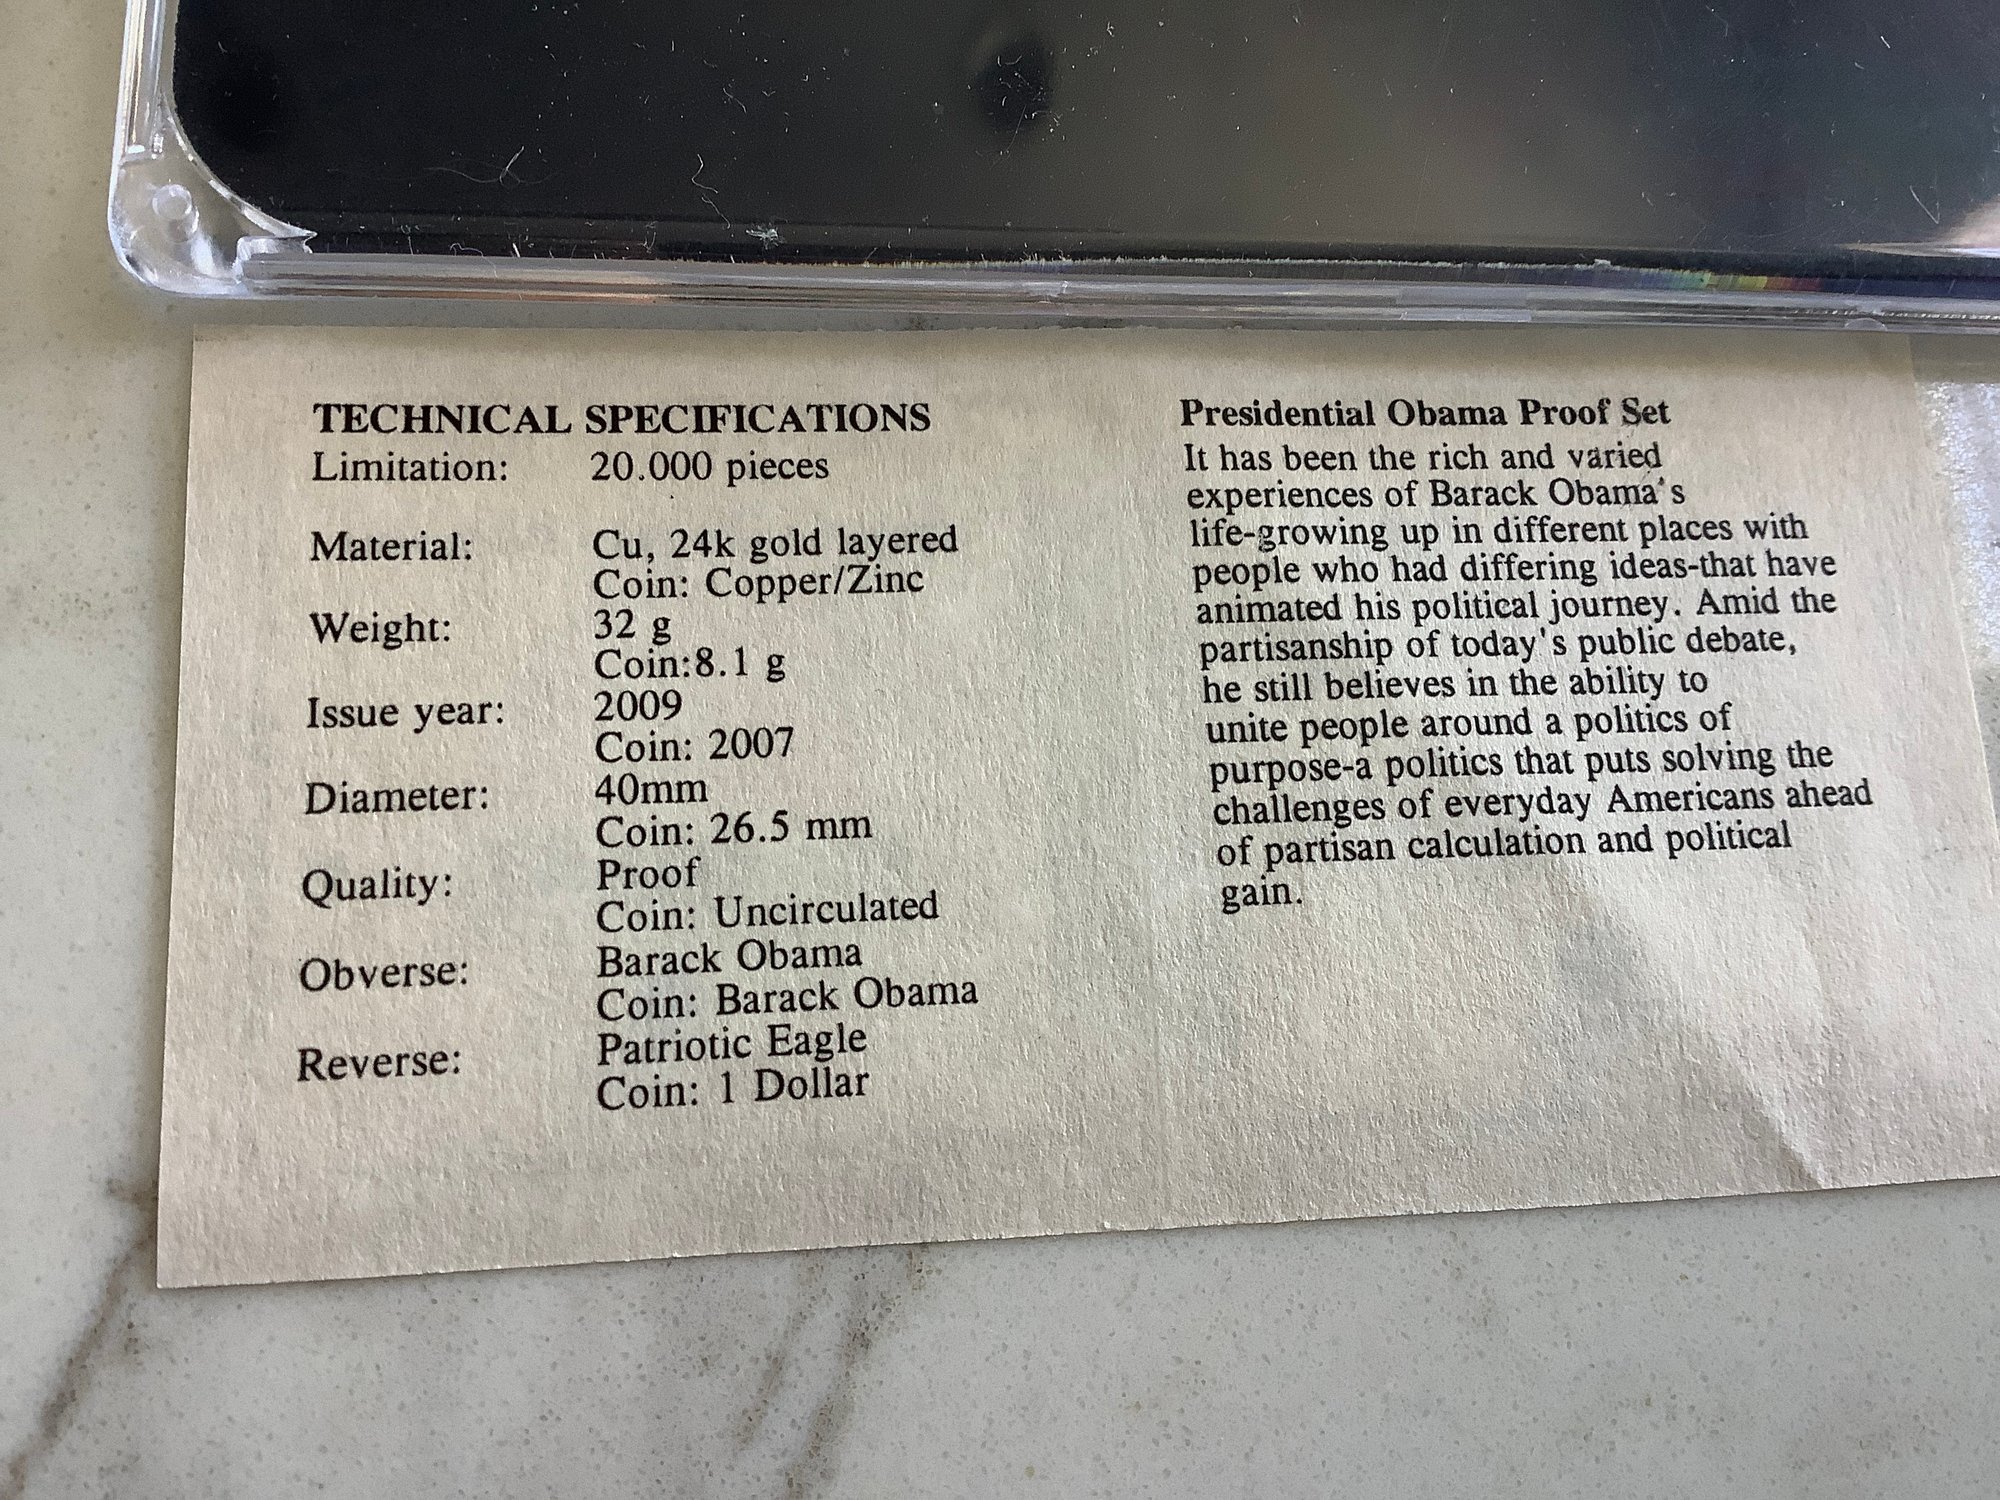 TECHNICAL SPECIFICATIONS
Limitation: 20.000 pieces
Material: Cu, 24k gold layered
Coin: Copper/Zinc
Weight: 32 g
Coin:8.1 g
Issue year: 2009
Coin: 2007
Diameter: 40mm
Coin: 26.5 mm
Quality: Proof
Coin: Uncirculated
Obverse: Barack Obama
Coin: Barack Obama
Reverse: Patriotic Eagle
Coin: 1 Dollar
Presidential Obama Proof Set
It has been the rich and varied
experiences of Barack Obama's
life-growing up in different places with
people who had differing ideas-that have
animated his political journey. Amid the
partisanship of today's public debate,
he still believes in the ability to
unite people around a politics of
purpose-a politics that puts solving the
challenges of everyday Americans ahead
of partisan calculation and political
gain.